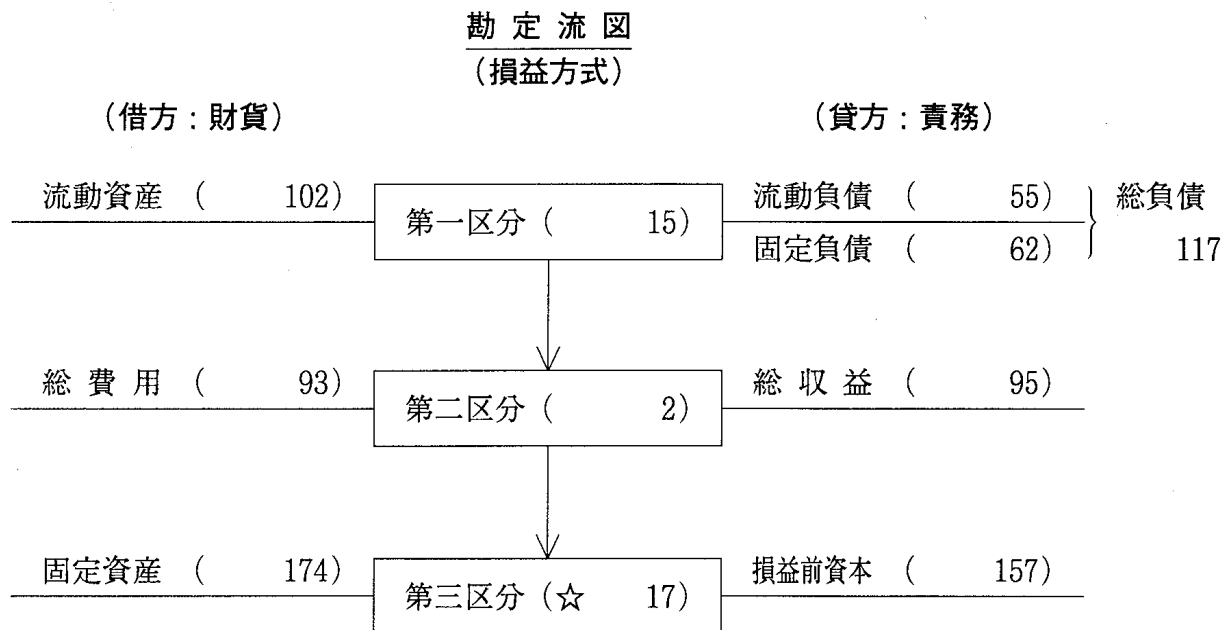 勘定流図
（損益方式）
（借方：財貨）　（貸方：責務）
流動資産 （ 102） 第一区分（ 15） 流動負債 （ 55） 総負債
固定負債 （ 62） 117
総費用 （ 93） 第二区分（ 2） 総収益 （ 95）
固定資産 （ 174） 第三区分（☆ 17） 損益前資本 （ 157）